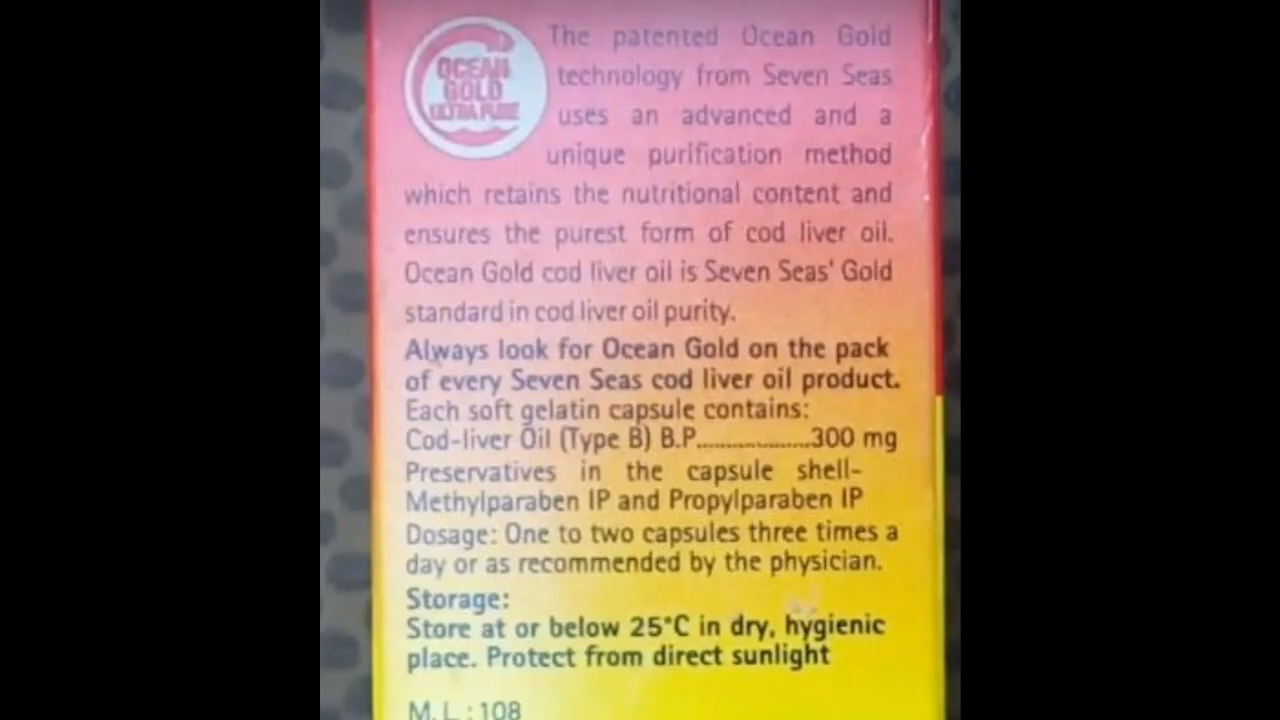 OCEAN
GOLD
ULTRA PURE
The patented Ocean Gold
technology from Seven Seas
uses an advanced and a
unique purification method
which retains the nutritional content and
ensures the purest form of cod liver oil.
Ocean Gold cod liver oil is Seven Seas' Gold
standard in cod liver oil purity.
Always look for Ocean Gold on the pack
of every Seven Seas cod liver oil product.
Each soft gelatin capsule contains:
Cod-liver Oil (Type B) B.P...................300 mg
Preservatives in the capsule shell-
Methylparaben IP and Propylparaben IP
Dosage: One to two capsules three times a
day or as recommended by the physician.
Storage:
Store at or below 25°C in dry, hygienic
place. Protect from direct sunlight
M. L. : 108